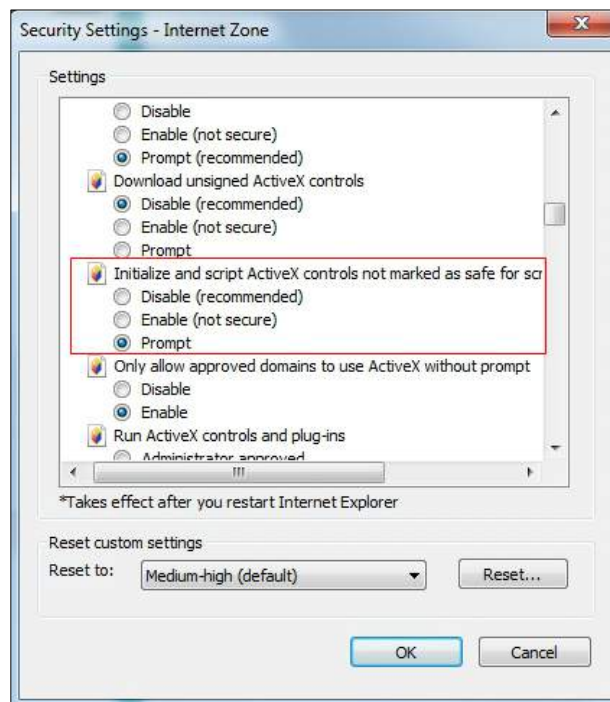 Security Settings - Internet Zone
Settings
Disable
Enable (not secure)
Prompt (recommended)
Download unsigned ActiveX controls
Disable (recommended)
Enable (not secure)
Prompt
Initialize and script ActiveX controls not marked as safe for scr
Disable (recommended)
Enable (not secure)
Prompt
Only allow approved domains to use ActiveX without prompt
Disable
Enable
Run ActiveX controls and plug-ins
Administrator approved
*Takes effect after you restart Internet Explorer
Reset custom settings
Reset to: Medium-high (default) Reset...
OK Cancel